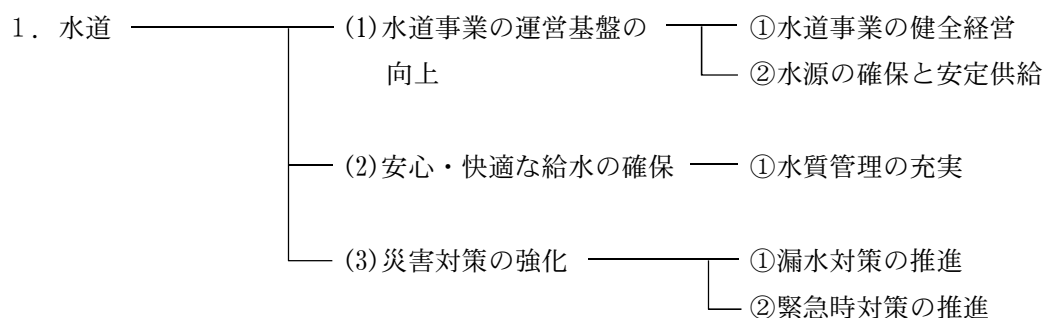 1．水道
(1)水道事業の運営基盤の
向上
①水道事業の健全経営
②水源の確保と安定供給
(2)安心・快適な給水の確保
①水質管理の充実
(3)災害対策の強化
①漏水対策の推進
②緊急時対策の推進